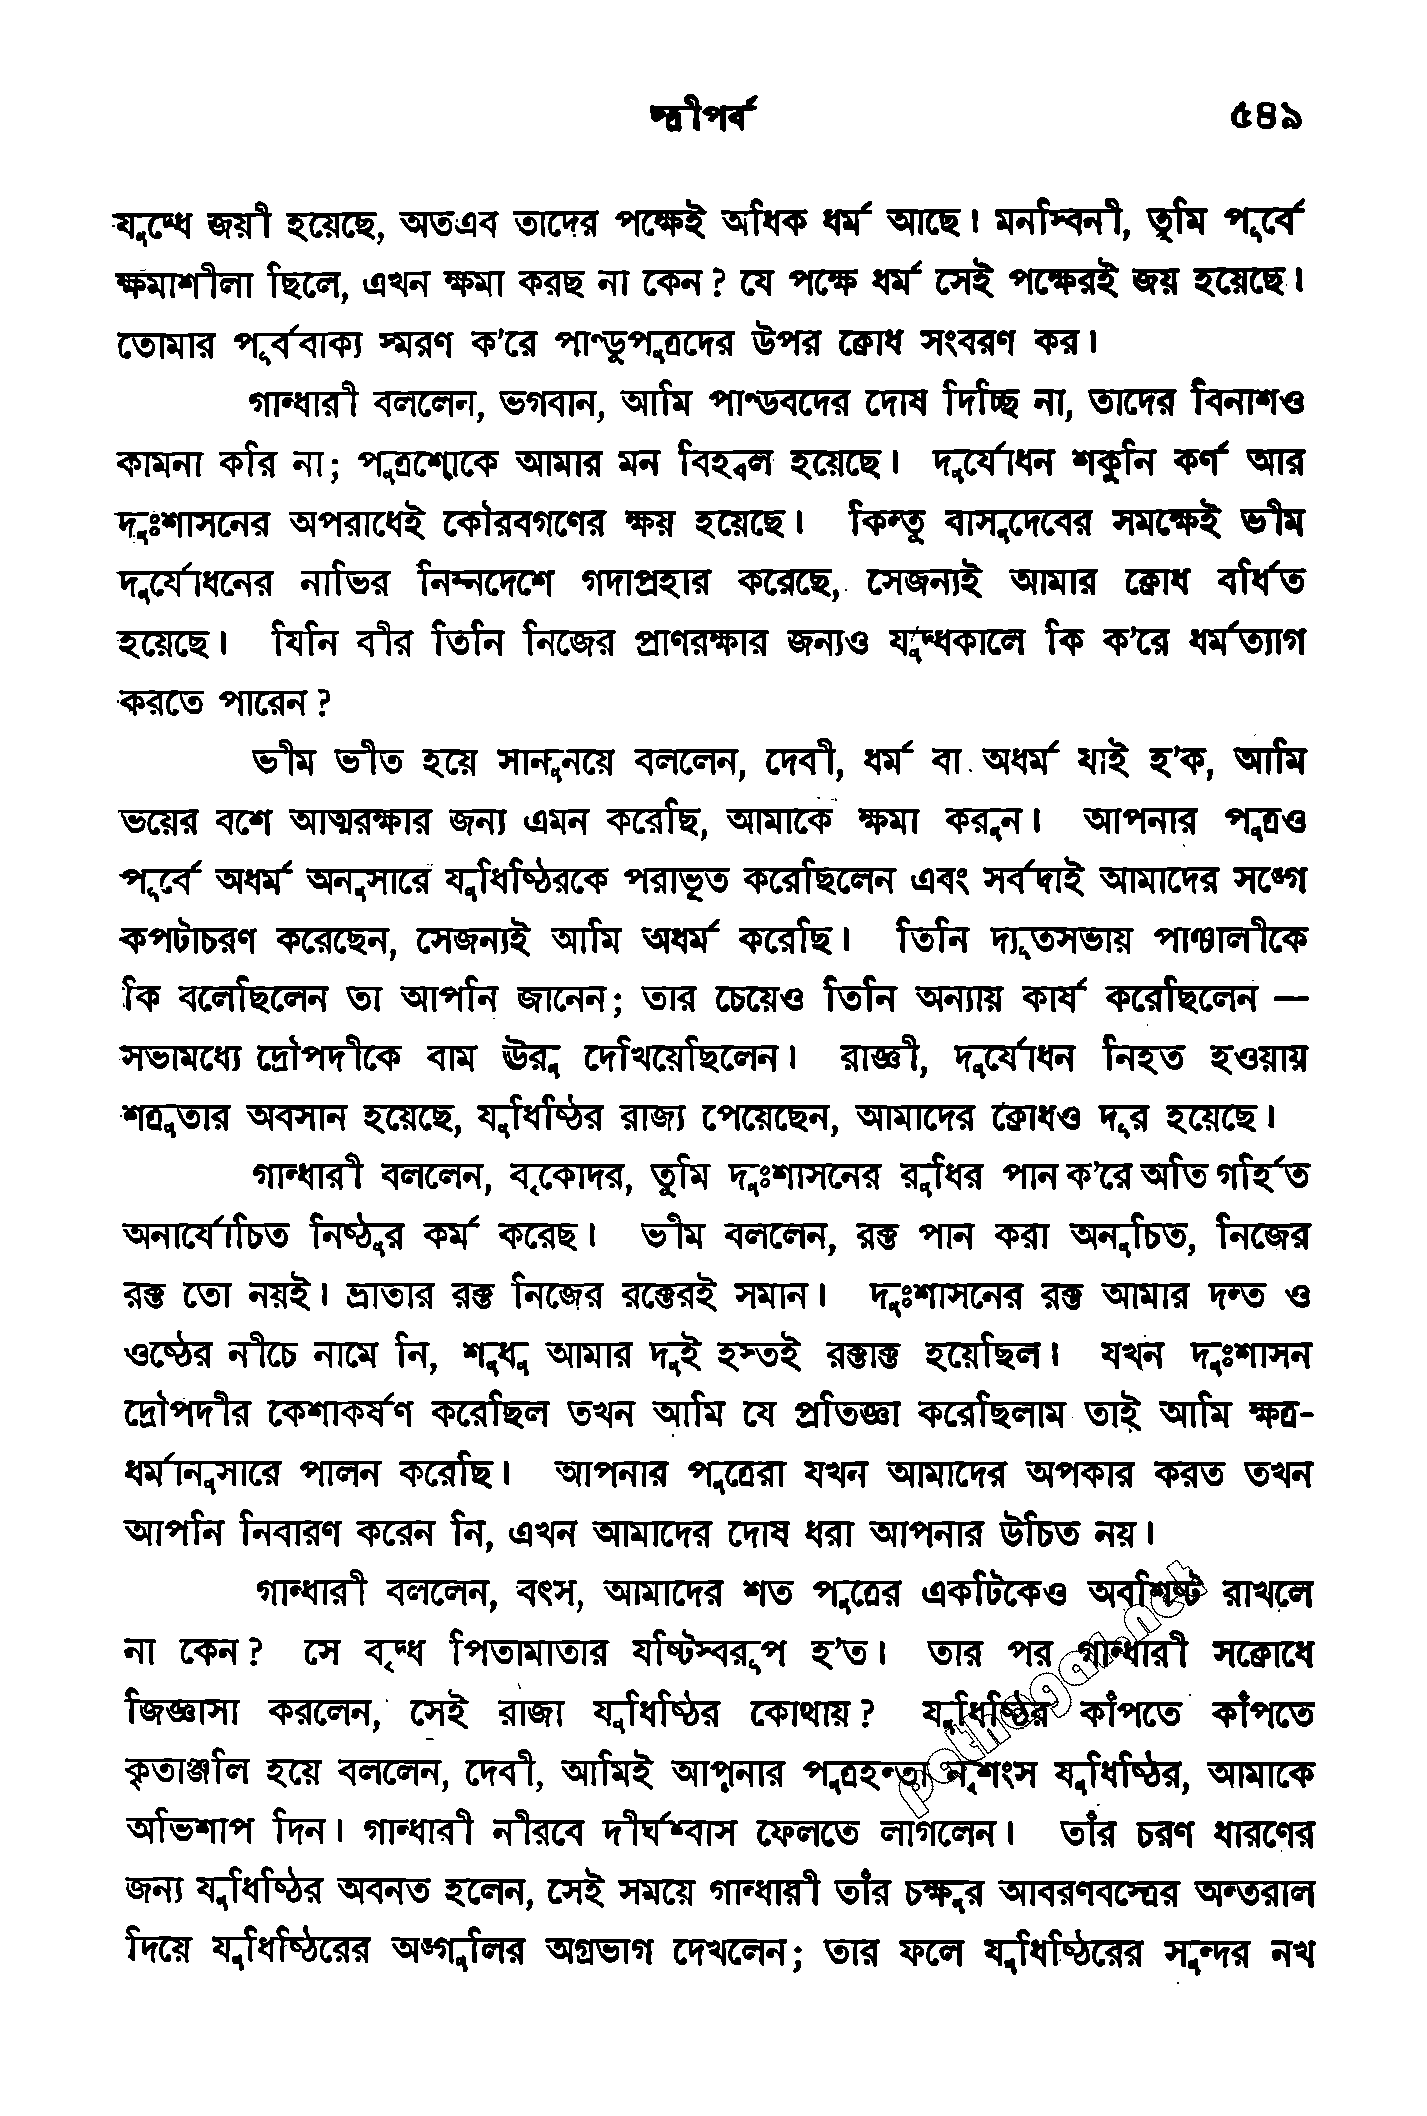 স্ত্রীপর্ব ৫৪৯
যুদ্ধে জয়ী হয়েছে, অতএব তাদের পক্ষেই অধিক ধর্ম আছে। মনস্বিনী, তুমি পূর্বে
ক্ষমাশীলা ছিলে, এখন ক্ষমা করছ না কেন? যে পক্ষে ধর্ম সেই পক্ষেরই জয় হয়েছে।
তোমার পূর্ববাক্য স্মরণ ক'রে পাণ্ডুপুত্রদের উপর ক্রোধ সংবরণ কর।
গান্ধারী বললেন, ভগবান, আমি পাণ্ডবদের দোষ দিচ্ছি না, তাদের বিনাশও
কামনা করি না; পুত্রশোকে আমার মন বিহ্বল হয়েছে। দুর্যোধন শকুনি কর্ণ আর
দুঃশাসনের অপরাধেই কৌরবগণের ক্ষয় হয়েছে। কিন্তু বাসুদেবের সমক্ষেই ভীম
দুর্যোধনের নাভির নিম্নদেশে গদাপ্রহার করেছে, সেজন্যই আমার ক্রোধ বর্ধিত
হয়েছে। যিনি বীর তিনি নিজের প্রাণরক্ষার জন্যও যুদ্ধকালে কি ক'রে ধর্মত্যাগ
করতে পারেন?
ভীম ভীত হয়ে সানুনয়ে বললেন, দেবী, ধর্ম বা অধর্ম যাই হ'ক, আমি
ভয়ের বশে আত্মরক্ষার জন্য এমন করেছি, আমাকে ক্ষমা করুন। আপনার পুত্রও
পূর্বে অধর্ম অনুসারে যুধিষ্ঠিরকে পরাভূত করেছিলেন এবং সর্বদাই আমাদের সঙ্গে
কপটাচরণ করেছেন, সেজন্যই আমি অধর্ম করেছি। তিনি দ্যূতসভায় পাঞ্চালীকে
কি বলেছিলেন তা আপনি জানেন; তার চেয়েও তিনি অন্যায় কার্য করেছিলেন —
সভামধ্যে দ্রৌপদীকে বাম ঊরু দেখিয়েছিলেন। রাজ্ঞী, দুর্যোধন নিহত হওয়ায়
শত্রুতার অবসান হয়েছে, যুধিষ্ঠির রাজ্য পেয়েছেন, আমাদের ক্রোধও দূর হয়েছে।
গান্ধারী বললেন, বৃকোদর, তুমি দুঃশাসনের রুধির পান ক'রে অতি গর্হিত
অনার্যোচিত নিষ্ঠুর কর্ম করেছ। ভীম বললেন, রক্ত পান করা অনুচিত, নিজের
রক্ত তো নয়ই। ভ্রাতার রক্ত নিজের রক্তেরই সমান। দুঃশাসনের রক্ত আমার দন্ত ও
ওষ্ঠের নীচে নামে নি, শুধু আমার দুই হস্তই রক্তাক্ত হয়েছিল। যখন দুঃশাসন
দ্রৌপদীর কেশাকর্ষণ করেছিল তখন আমি যে প্রতিজ্ঞা করেছিলাম তাই আমি ক্ষত্র-
ধর্মানুসারে পালন করেছি। আপনার পুত্রেরা যখন আমাদের অপকার করত তখন
আপনি নিবারণ করেন নি, এখন আমাদের দোষ ধরা আপনার উচিত নয়।
গান্ধারী বললেন, বৎস, আমাদের শত পুত্রের একটিকেও অবশিষ্ট রাখলে
না কেন? সে বৃদ্ধ পিতামাতার যষ্টিস্বরূপ হ'ত। তার পর গান্ধারী সক্রোধে
জিজ্ঞাসা করলেন, সেই রাজা যুধিষ্ঠির কোথায়? যুধিষ্ঠির কাঁপতে কাঁপতে
কৃতাঞ্জলি হয়ে বললেন, দেবী, আমিই আপনার পুত্রহন্তা নৃশংস যুধিষ্ঠির, আমাকে
অভিশাপ দিন। গান্ধারী নীরবে দীর্ঘশ্বাস ফেলতে লাগলেন। তাঁর চরণ ধারণের
জন্য যুধিষ্ঠির অবনত হলেন, সেই সময়ে গান্ধারী তাঁর চক্ষুর আবরণবস্ত্রের অন্তরাল
দিয়ে যুধিষ্ঠিরের অঙ্গুলির অগ্রভাগ দেখলেন; তার ফলে যুধিষ্ঠিরের সুন্দর নখ
pathagar.net